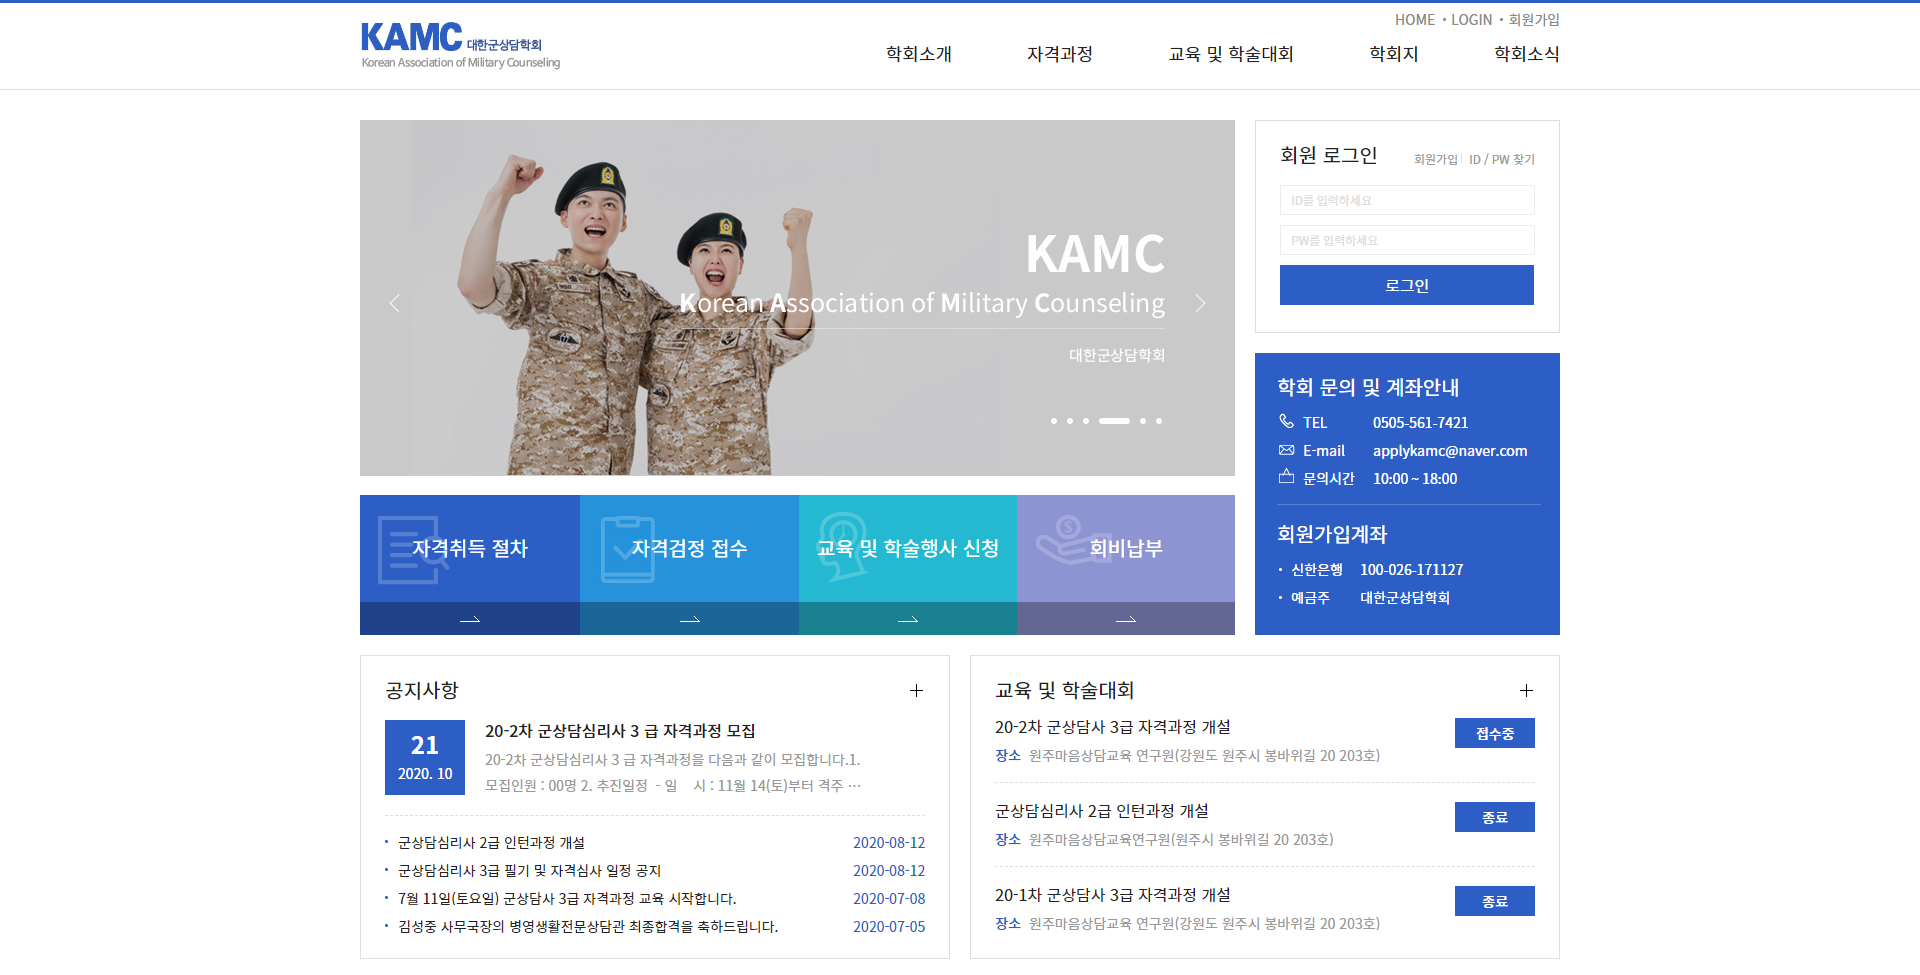 HOME · LOGIN · 회원가입
KAMC 대한군상담학회
Korean Association of Military Counseling
학회소개 자격과정 교육 및 학술대회 학회지 학회소식
KAMC
Korean Association of Military Counseling
대한군상담학회
회원 로그인 회원가입 | ID / PW 찾기
ID를 입력하세요
PW를 입력하세요
로그인
학회 문의 및 계좌안내
TEL 0505-561-7421
E-mail applykamc@naver.com
문의시간 10:00 ~ 18:00
회원가입계좌
· 신한은행 100-026-171127
· 예금주 대한군상담학회
자격취득 절차
자격검정 접수
교육 및 학술행사 신청
회비납부
공지사항
21
2020. 10
20-2차 군상담심리사 3 급 자격과정 모집
20-2차 군상담심리사 3 급 자격과정을 다음과 같이 모집합니다.1.
모집인원 : 00명 2. 추진일정 - 일 시 : 11월 14(토)부터 격주 …
군상담심리사 2급 인턴과정 개설 2020-08-12
군상담심리사 3급 필기 및 자격심사 일정 공지 2020-08-12
7월 11일(토요일) 군상담사 3급 자격과정 교육 시작합니다. 2020-07-08
김성중 사무국장의 병영생활전문상담관 최종합격을 축하드립니다. 2020-07-05
교육 및 학술대회
20-2차 군상담사 3급 자격과정 개설 접수중
장소 원주마음상담교육 연구원(강원도 원주시 봉바위길 20 203호)
군상담심리사 2급 인턴과정 개설 종료
장소 원주마음상담교육연구원(원주시 봉바위길 20 203호)
20-1차 군상담사 3급 자격과정 개설 종료
장소 원주마음상담교육 연구원(강원도 원주시 봉바위길 20 203호)